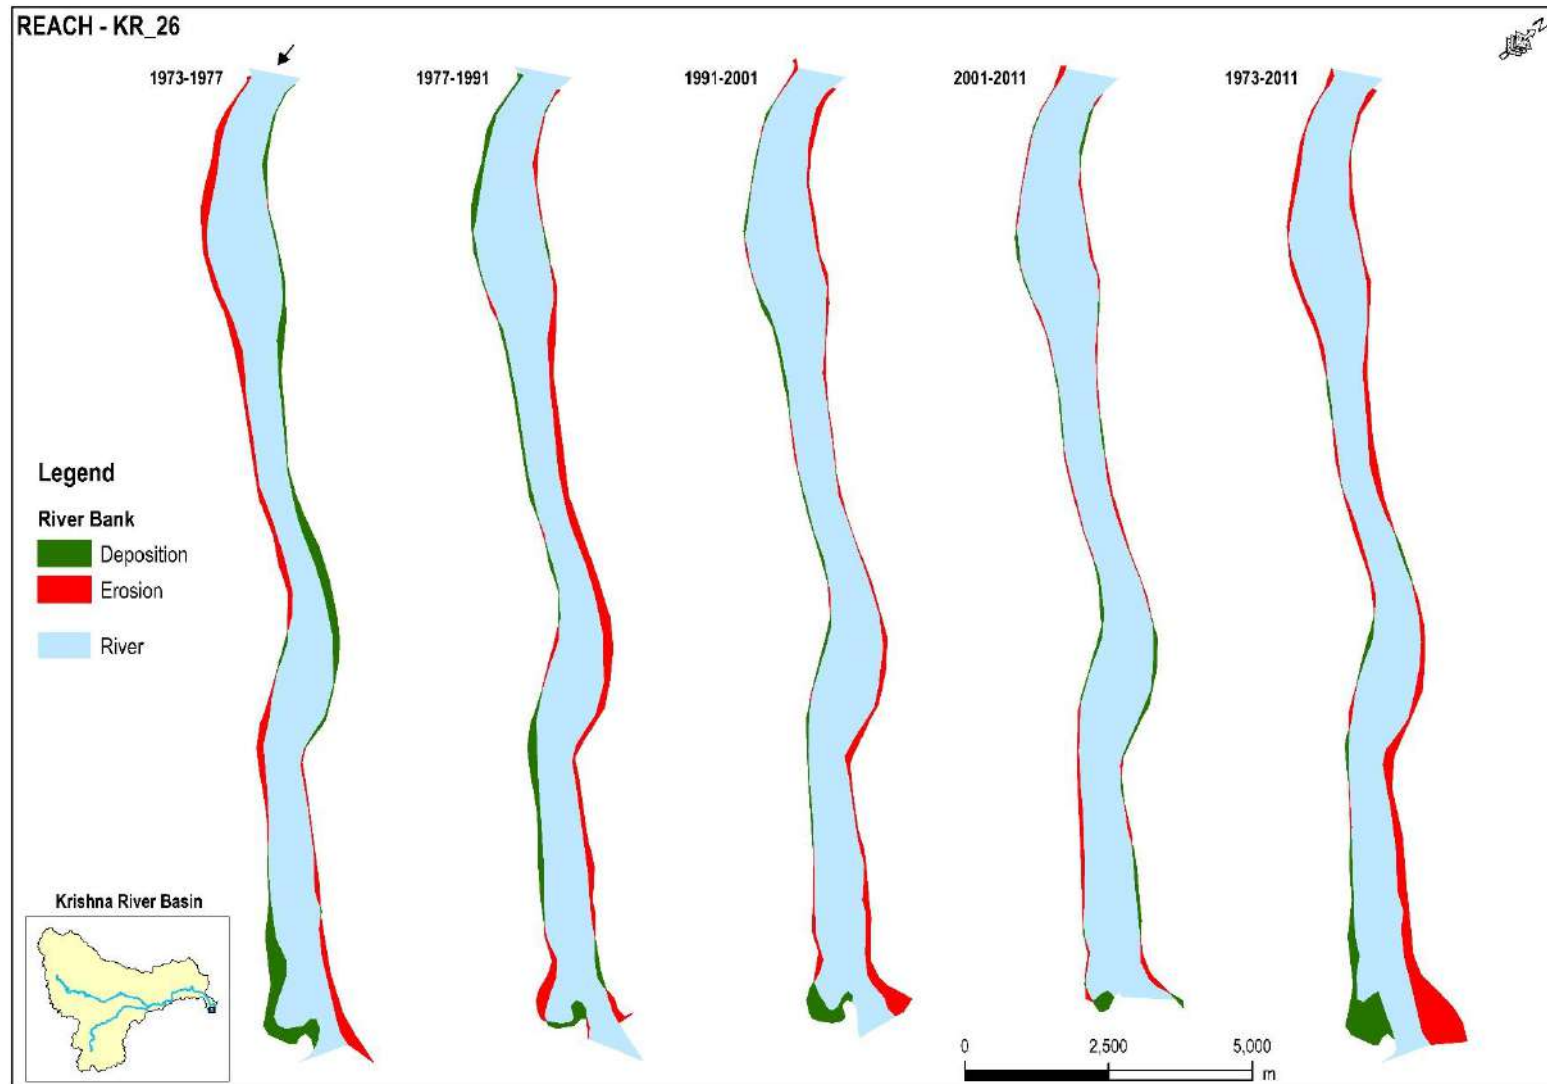 REACH - KR_26
N
1973-1977
1977-1991
1991-2001
2001-2011
1973-2011
Legend
River Bank
Deposition
Erosion
River
Krishna River Basin
0 2,500 5,000
m